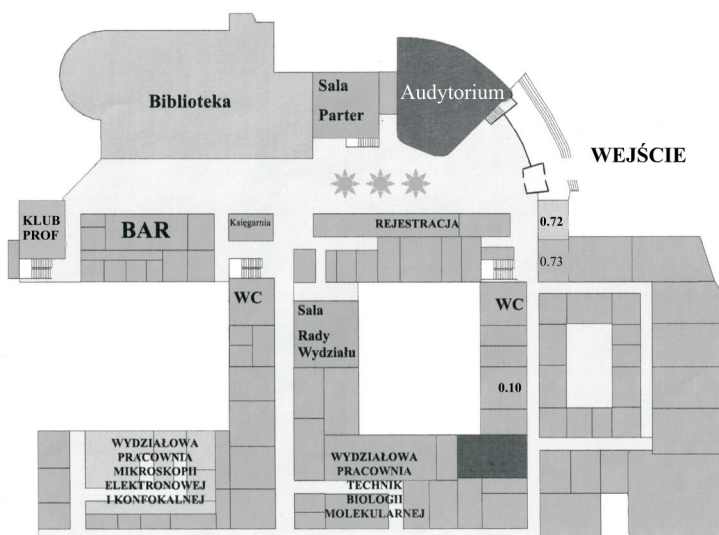 Biblioteka
Sala
Parter
Audytorium
WEJŚCIE
KLUB
PROF
BAR
Księgarnia
REJESTRACJA
0.72
0.73
WC
Sala
Rady
Wydziału
WC
0.10
WYDZIAŁOWA
PRACOWNIA
MIKROSKOPII
ELEKTRONOWEJ
I KONFOKALNEJ
WYDZIAŁOWA
PRACOWNIA
TECHNIK
BIOLOGII
MOLEKULARNEJ